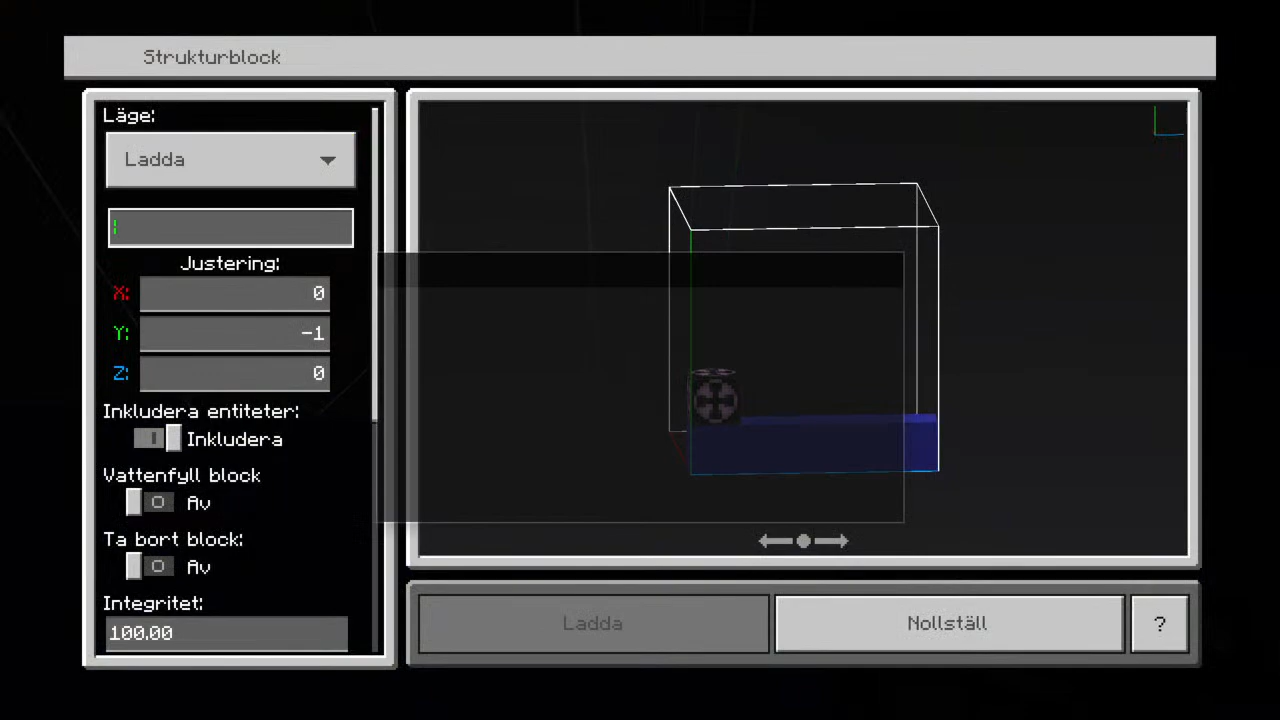 Strukturblock
Läge:
Ladda
Justering:
X: 0
Y: -1
Z: 0
Inkludera entiteter:
Inkludera
Vattenfyll block
Av
Ta bort block:
Av
Integritet:
100.00
Ladda
Nollställ
?